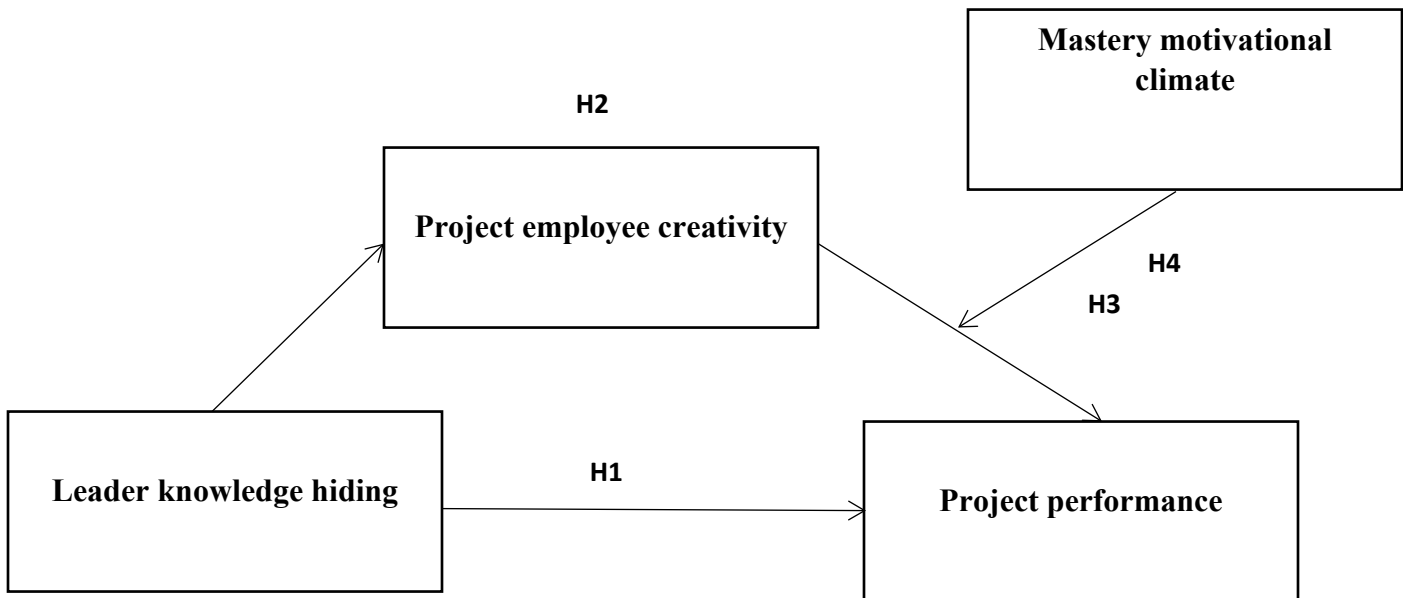 Mastery motivational
climate
H2
Project employee creativity
H4
H3
Leader knowledge hiding
H1
Project performance